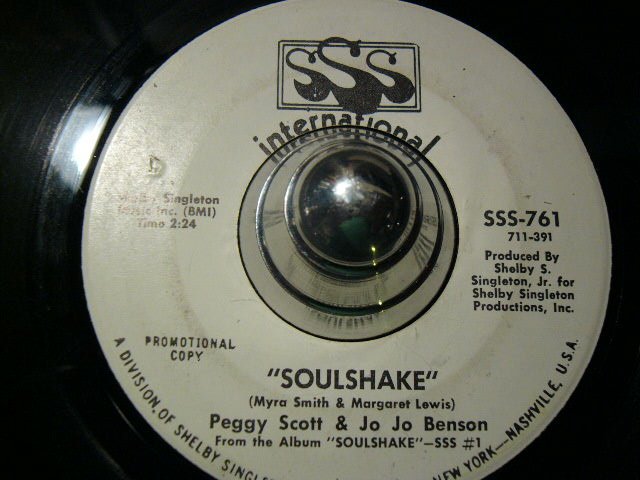 SSS
international
Singleton
Music Inc. (BMI)
Time 2:24
SSS-761
711-391
Produced By
Shelby S.
Singleton, Jr. for
Shelby Singleton
Productions, Inc.
PROMOTIONAL
COPY
"SOULSHAKE"
(Myra Smith & Margaret Lewis)
Peggy Scott & Jo Jo Benson
From the Album "SOULSHAKE"—SSS #1
A DIVISION OF SHELBY NEW YORK—NASHVILLE, U.S.A.